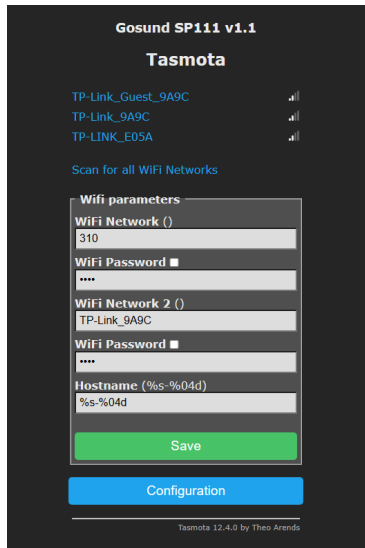 Gosund SP111 v1.1
Tasmota
TP-Link_Guest_9A9C
TP-Link_9A9C
TP-LINK_E05A
Scan for all WiFi Networks
Wifi parameters
WiFi Network ()
310
WiFi Password
••••
WiFi Network 2 ()
TP-Link_9A9C
WiFi Password
••••
Hostname (%s-%04d)
%s-%04d
Save
Configuration
Tasmota 12.4.0 by Theo Arends